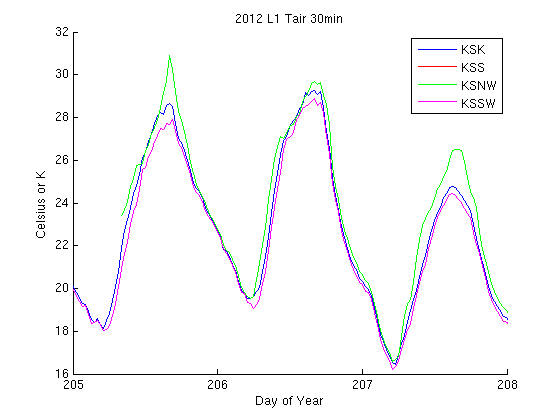 2012 L1 Tair 30min
KSK
KSS
KSNW
KSSW
Celsius or K
32
30
28
26
24
22
20
18
16
205
206
207
208
Day of Year